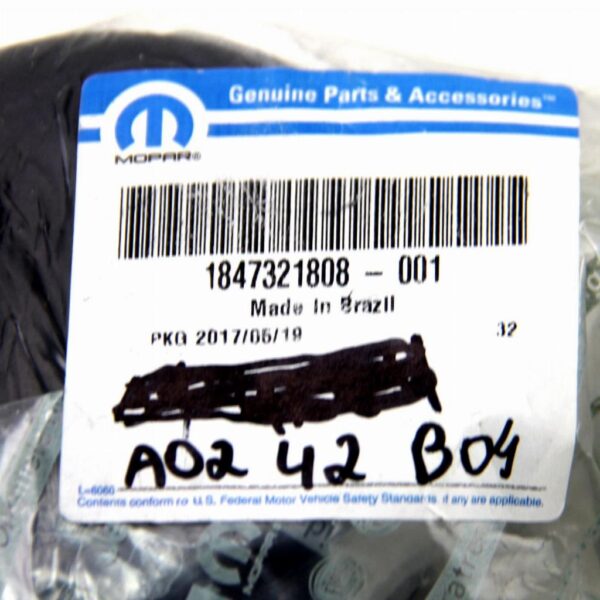 Genuine Parts & Accessories™
MOPAR®
1847321808 - 001
Made In Brazil
PKG 2017/05/19 32
A02 42 B04
L-6060
Contents conform to U.S. Federal Motor Vehicle Safety Standards if any are applicable.